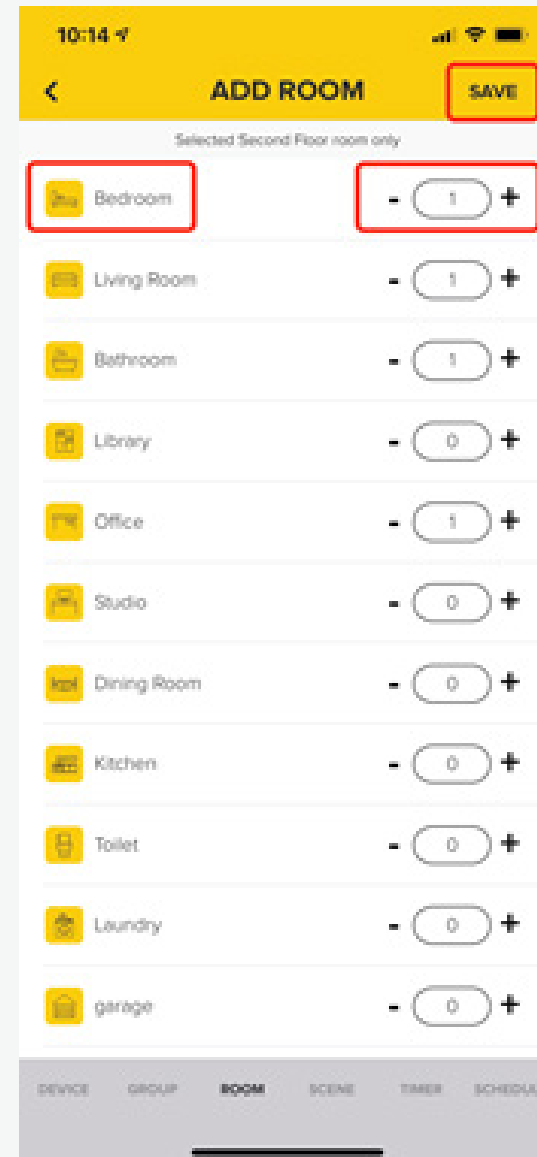 10:14
ADD ROOM
SAVE
Selected Second Floor room only
Bedroom - 1 +
Living Room - 1 +
Bathroom - 1 +
Library - 0 +
Office - 1 +
Studio - 0 +
Dining Room - 0 +
Kitchen - 0 +
Toilet - 0 +
Laundry - 0 +
garage - 0 +
DEVICE GROUP ROOM SCENE TIMER SCHEDUL